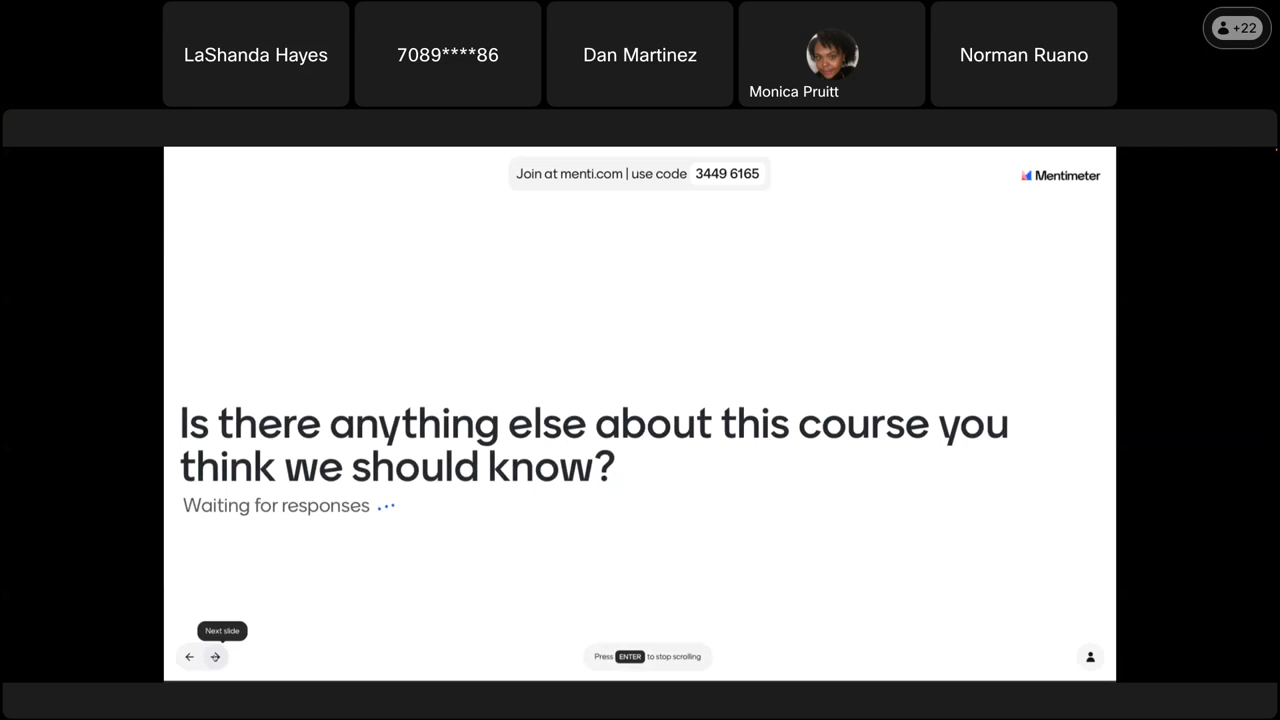 LaShanda Hayes
7089****86
Dan Martinez
Monica Pruitt
Norman Ruano
+22
Join at menti.com | use code 3449 6165
Mentimeter
Is there anything else about this course you
think we should know?
Waiting for responses
Next slide
Press ENTER to stop scrolling